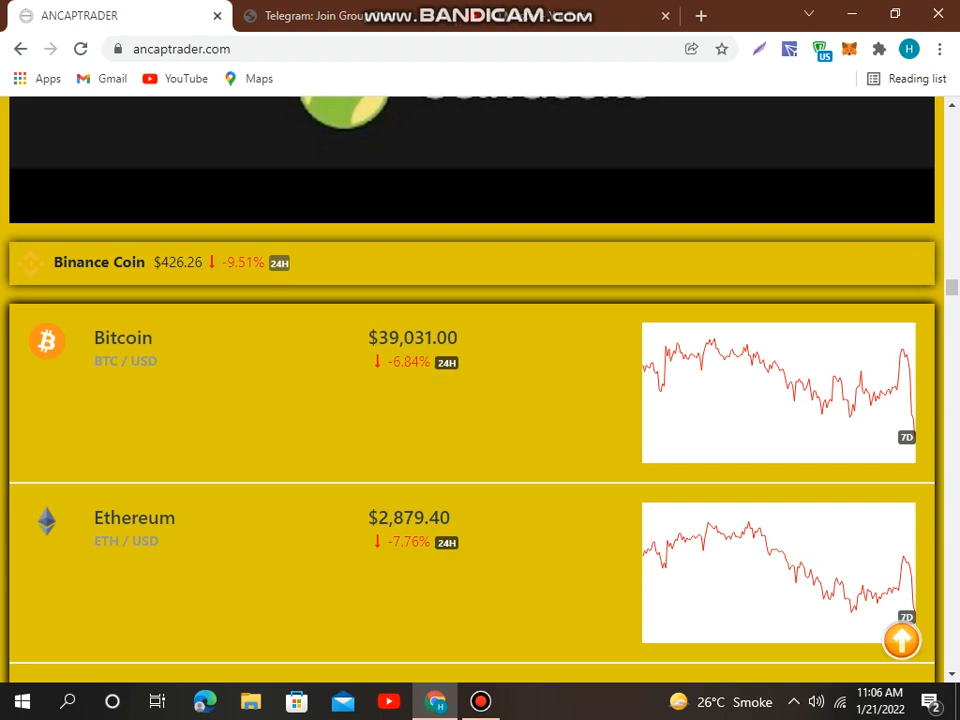 ANCAPTRADER
Telegram: Join Grou
www.BANDICAM.com
ancaptrader.com
US
H
Apps
Gmail
YouTube
Maps
Reading list
Binance Coin $426.26 ↓ -9.51% 24H
Bitcoin
BTC / USD
$39,031.00
↓ -6.84% 24H
7D
Ethereum
ETH / USD
$2,879.40
↓ -7.76% 24H
7D
26°C Smoke
11:06 AM
1/21/2022
2